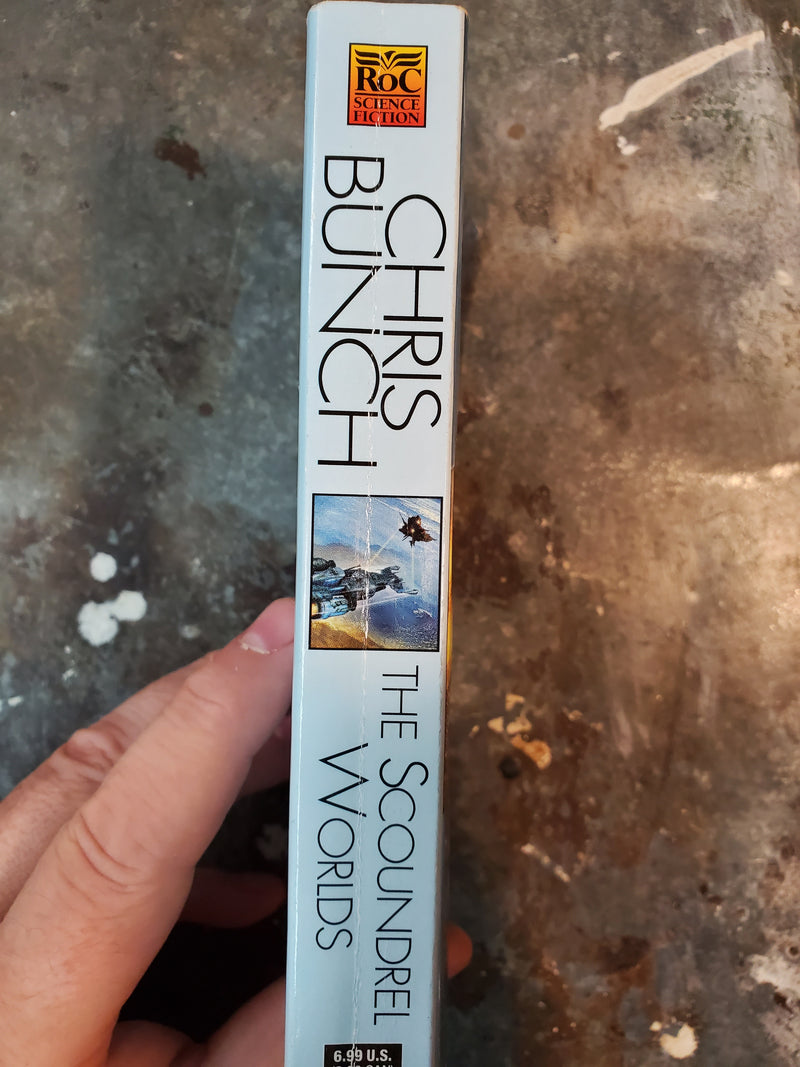 ROC
SCIENCE
FICTION
CHRIS
BUNCH
THE SCOUNDREL
WORLDS
6.99 U.S.